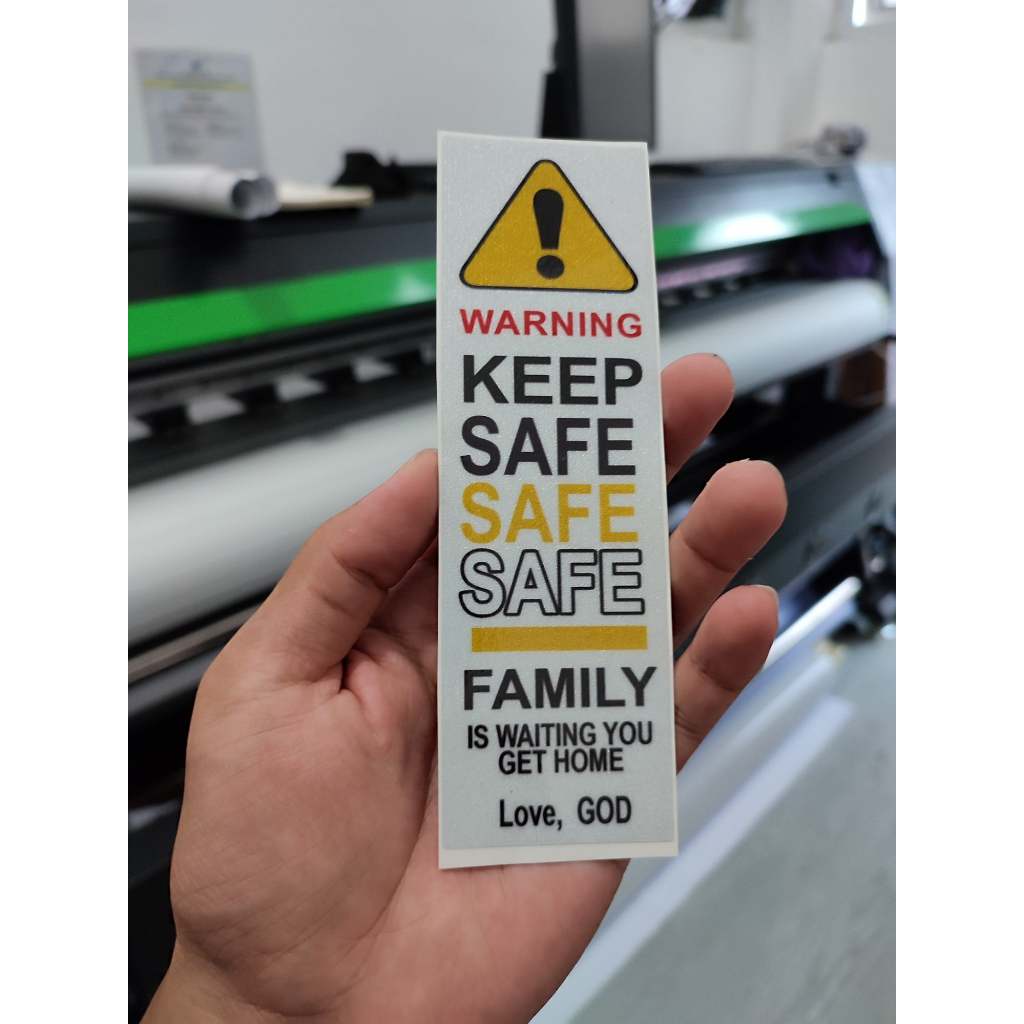 WARNING
KEEP
SAFE
SAFE
SAFE
FAMILY
IS WAITING YOU
GET HOME
Love, GOD